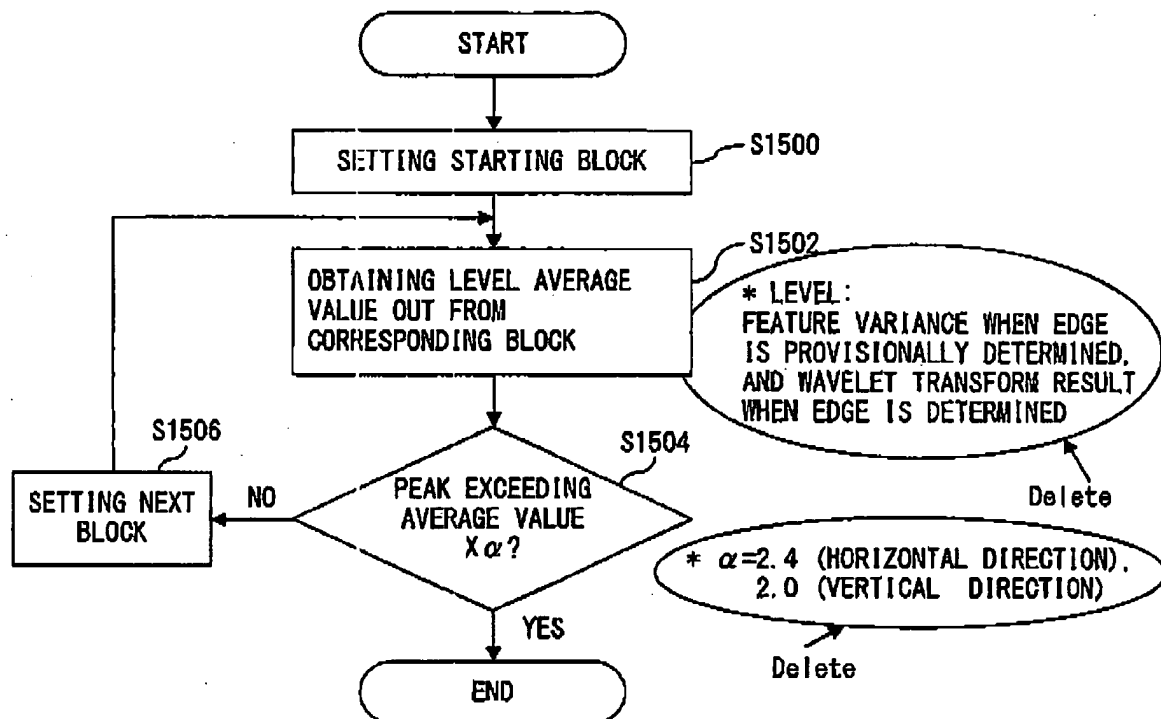 START
SETTING STARTING BLOCK
S1500
S1502
OBTAINING LEVEL AVERAGE
VALUE OUT FROM
CORRESPONDING BLOCK
* LEVEL:
FEATURE VARIANCE WHEN EDGE
IS PROVISIONALLY DETERMINED,
AND WAVELET TRANSFORM RESULT
WHEN EDGE IS DETERMINED
Delete
S1506
SETTING NEXT
BLOCK
NO
S1504
PEAK EXCEEDING
AVERAGE VALUE
X α?
* α=2.4 (HORIZONTAL DIRECTION),
2.0 (VERTICAL DIRECTION)
Delete
YES
END